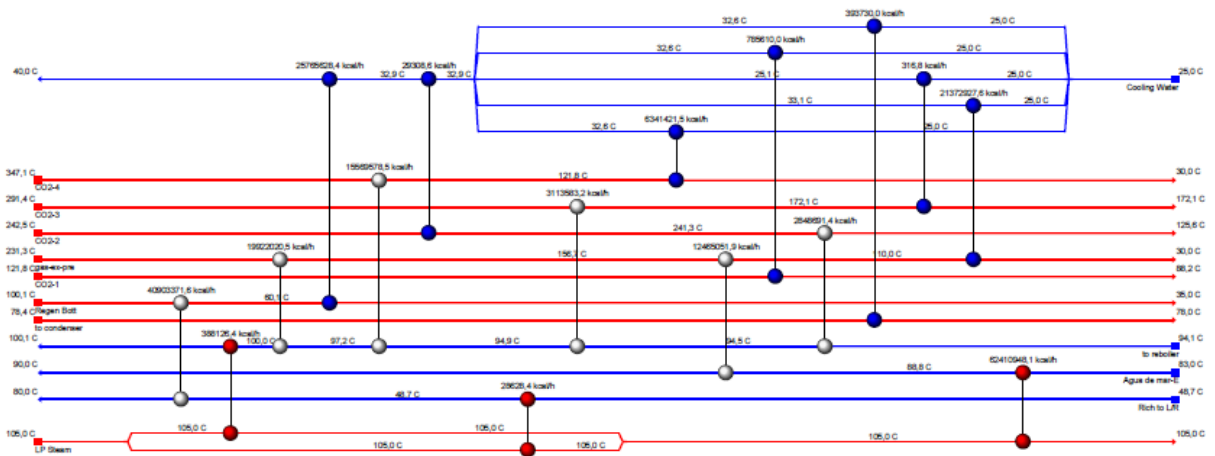 32,6 C
393730,0 kcal/h
25,0 C
32,6 C
785610,0 kcal/h
25,0 C
40,0 C
25765628,4 kcal/h
32,9 C
29308,6 kcal/h
32,9 C
25,1 C
316,8 kcal/h
25,0 C
25,0 C
Cooling Water
33,1 C
21372927,6 kcal/h
25,0 C
32,6 C
6341421,5 kcal/h
25,0 C
347,1 C
CO2-4
15569578,5 kcal/h
121,8 C
30,0 C
291,4 C
CO2-3
3113583,2 kcal/h
172,1 C
172,1 C
242,5 C
CO2-2
241,3 C
2848691,4 kcal/h
125,6 C
231,3 C
gas-ex-pre
19922020,5 kcal/h
156,7 C
12465051,9 kcal/h
110,0 C
30,0 C
121,8 C
CO2-1
88,2 C
100,1 C
Regen Bott
40903371,6 kcal/h
60,1 C
35,0 C
78,4 C
to condenser
78,0 C
100,1 C
388126,4 kcal/h
100,0 C
97,2 C
94,9 C
94,5 C
94,1 C
to reboiler
90,0 C
88,8 C
62410948,1 kcal/h
83,0 C
Agua de mar-E
80,0 C
48,7 C
28628,4 kcal/h
48,7 C
Rich to L/R
105,0 C
LP Steam
105,0 C
105,0 C
105,0 C
105,0 C
105,0 C
105,0 C